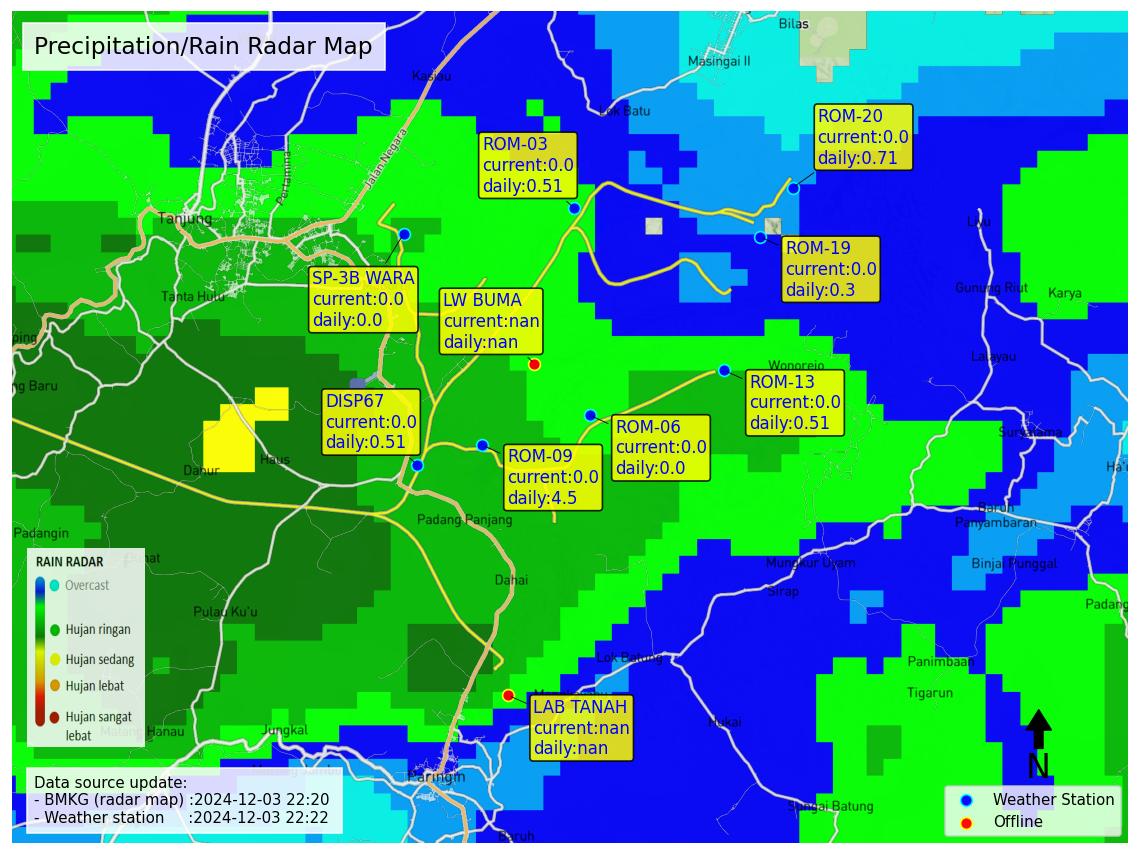 Precipitation/Rain Radar Map
Bilas
Masingai II
Kasiau
Lok Batu
Jalan Negara
Pertamina
ROM-03
current:0.0
daily:0.51
ROM-20
current:0.0
daily:0.71
Tanjung
Liyu
ROM-19
current:0.0
daily:0.3
SP-3B WARA
current:0.0
daily:0.0
LW BUMA
current:nan
daily:nan
Tanta Hulu
Gunung Riut
Karya
ping
Lalayau
Wonorejo
ng Baru
ROM-13
current:0.0
daily:0.51
DISP67
current:0.0
daily:0.51
ROM-06
current:0.0
daily:0.0
Suryatama
ROM-09
current:0.0
daily:4.5
Dahur
Haus
Ha'u
Baruh
Panyambaran
Padang Panjang
Padangin
Mungkur Uyam
Binjai Punggal
Dahai
Sirap
Pulau Ku'u
Padang
RAIN RADAR
Overcast
Hujan ringan
Hujan sedang
Hujan lebat
Hujan sangat
lebat
Lok Batung
Panimbaan
Tigarun
LAB TANAH
current:nan
daily:nan
Hanau
Jungkal
Hukai
N
Paringin
Data source update:
- BMKG (radar map) :2024-12-03 22:20
- Weather station :2024-12-03 22:22
Sungai Batung
Baruh
Weather Station
Offline